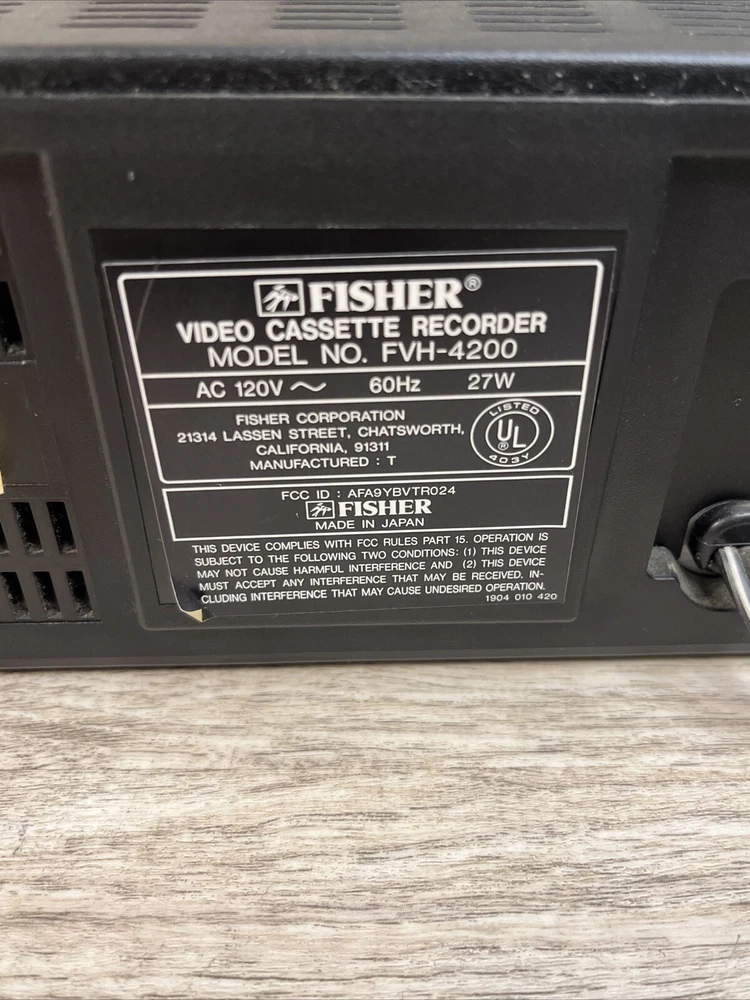 FISHER®
VIDEO CASSETTE RECORDER
MODEL NO. FVH-4200
AC 120V ~ 60Hz 27W
FISHER CORPORATION
21314 LASSEN STREET, CHATSWORTH,
CALIFORNIA, 91311
MANUFACTURED : T
LISTED
UL®
403Y
FCC ID : AFA9YBVTR024
FISHER
MADE IN JAPAN
THIS DEVICE COMPLIES WITH FCC RULES PART 15. OPERATION IS
SUBJECT TO THE FOLLOWING TWO CONDITIONS: (1) THIS DEVICE
MAY NOT CAUSE HARMFUL INTERFERENCE AND (2) THIS DEVICE
MUST ACCEPT ANY INTERFERENCE THAT MAY BE RECEIVED, IN-
CLUDING INTERFERENCE THAT MAY CAUSE UNDESIRED OPERATION.
1904 010 420